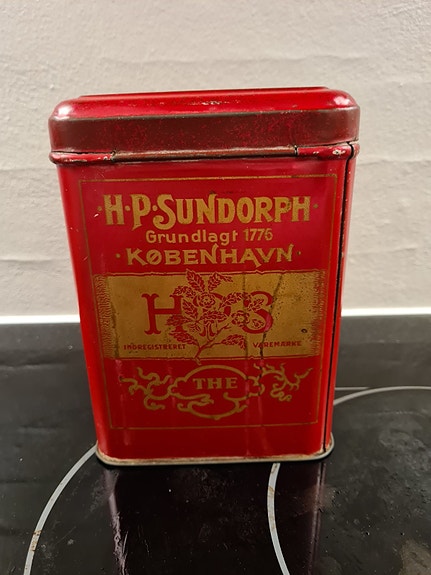 H·P·SUNDORPH·
Grundlagt 1776
·KØBENHAVN·
HPS
INDREGISTRERET VAREMÆRKE
THE